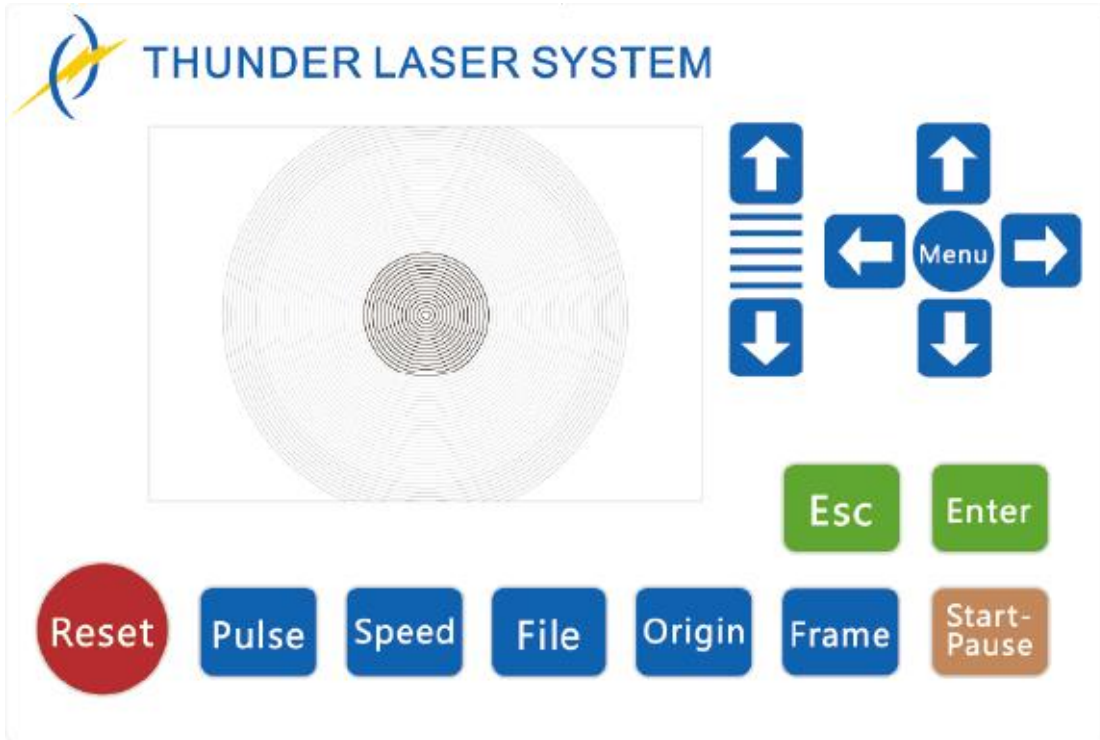 THUNDER LASER SYSTEM
Menu
Esc
Enter
Reset
Pulse
Speed
File
Origin
Frame
Start-
Pause